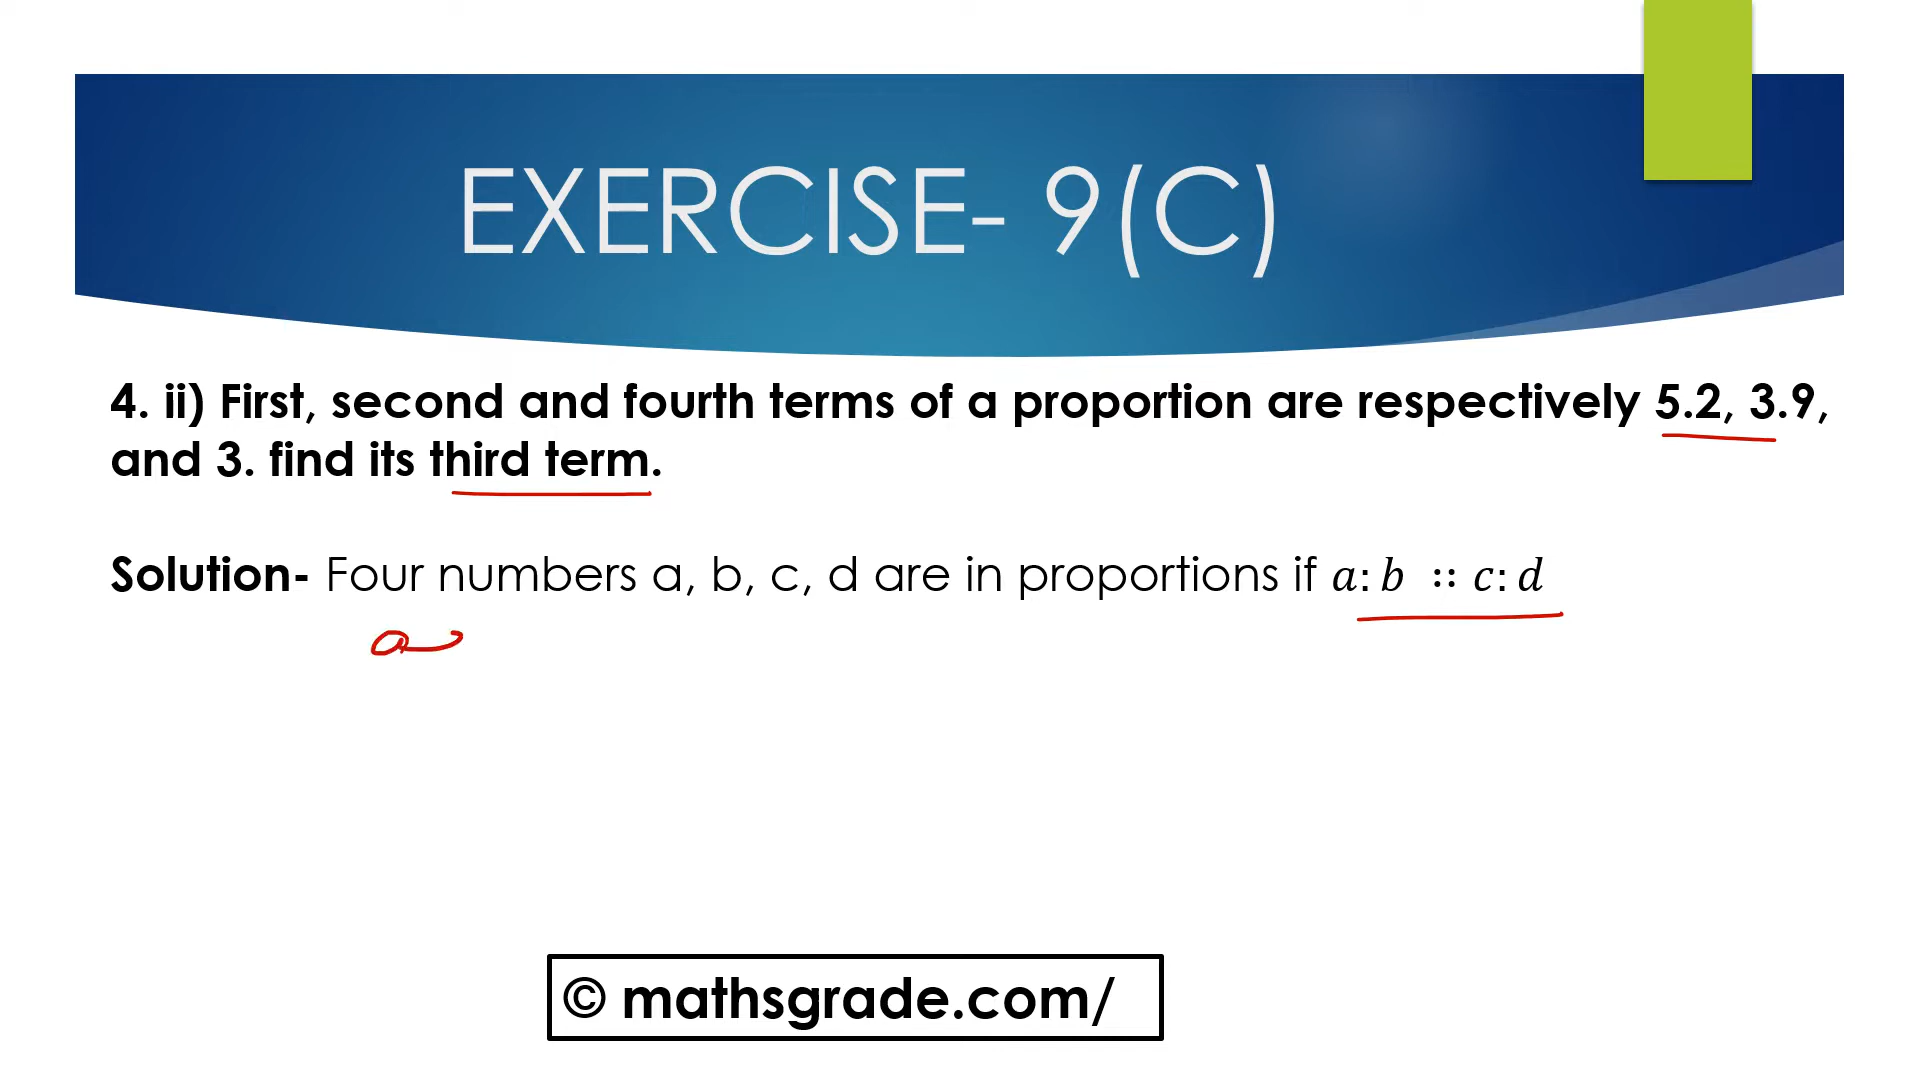 EXERCISE- 9(C)
4. ii) First, second and fourth terms of a proportion are respectively 5.2, 3.9,
and 3. find its third term.
Solution- Four numbers a, b, c, d are in proportions if a: b :: c: d
a
© mathsgrade.com/